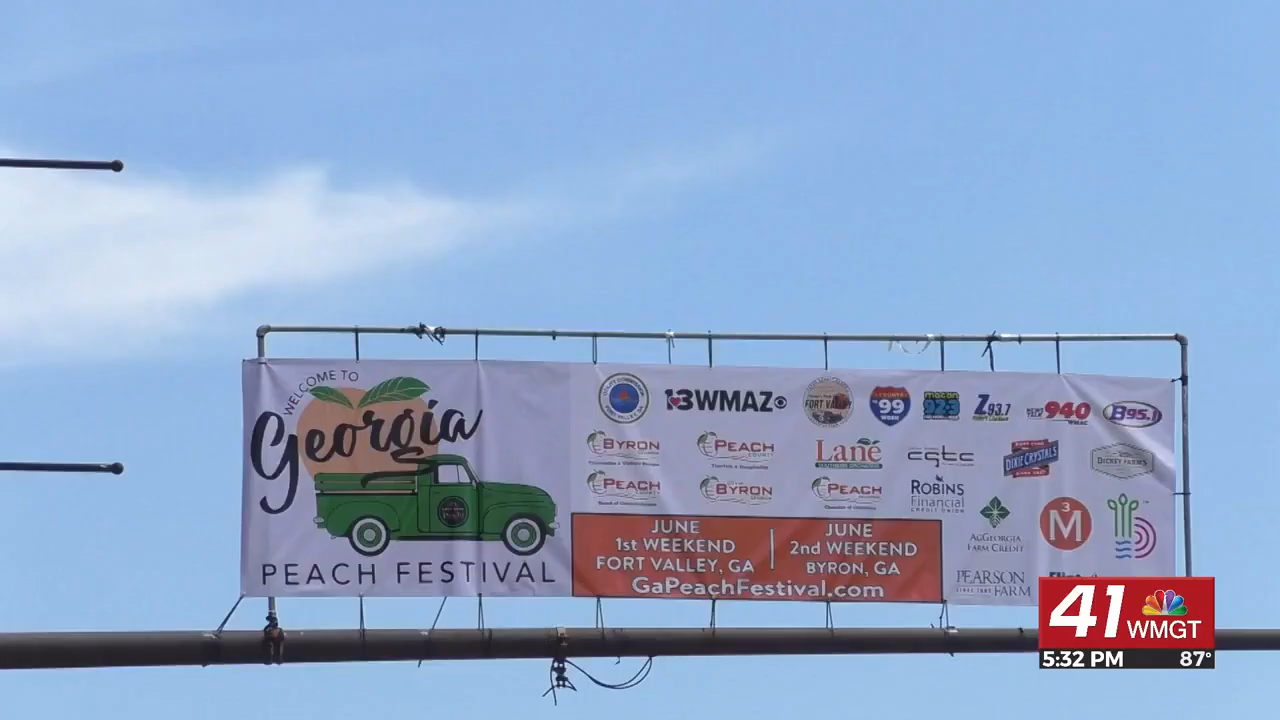 WELCOME TO
Georgia
PEACH FESTIVAL
13WMAZ
FORT VALLEY
99
macon
92.3
Z93.7
940
B95.1
BYRON
PEACH
COUNTY
Lane
SOUTHERN ORCHARDS
cgtc
DIXIE CRYSTALS
DICKEY FARMS
PEACH
COUNTY
BYRON
PEACH
ROBINS
Financial
CREDIT UNION
AGGEORGIA
FARM CREDIT
M3
PEARSON
FARM
JUNE
1st WEEKEND
FORT VALLEY, GA
JUNE
2nd WEEKEND
BYRON, GA
GaPeachFestival.com
41
WMGT
5:32 PM 87°